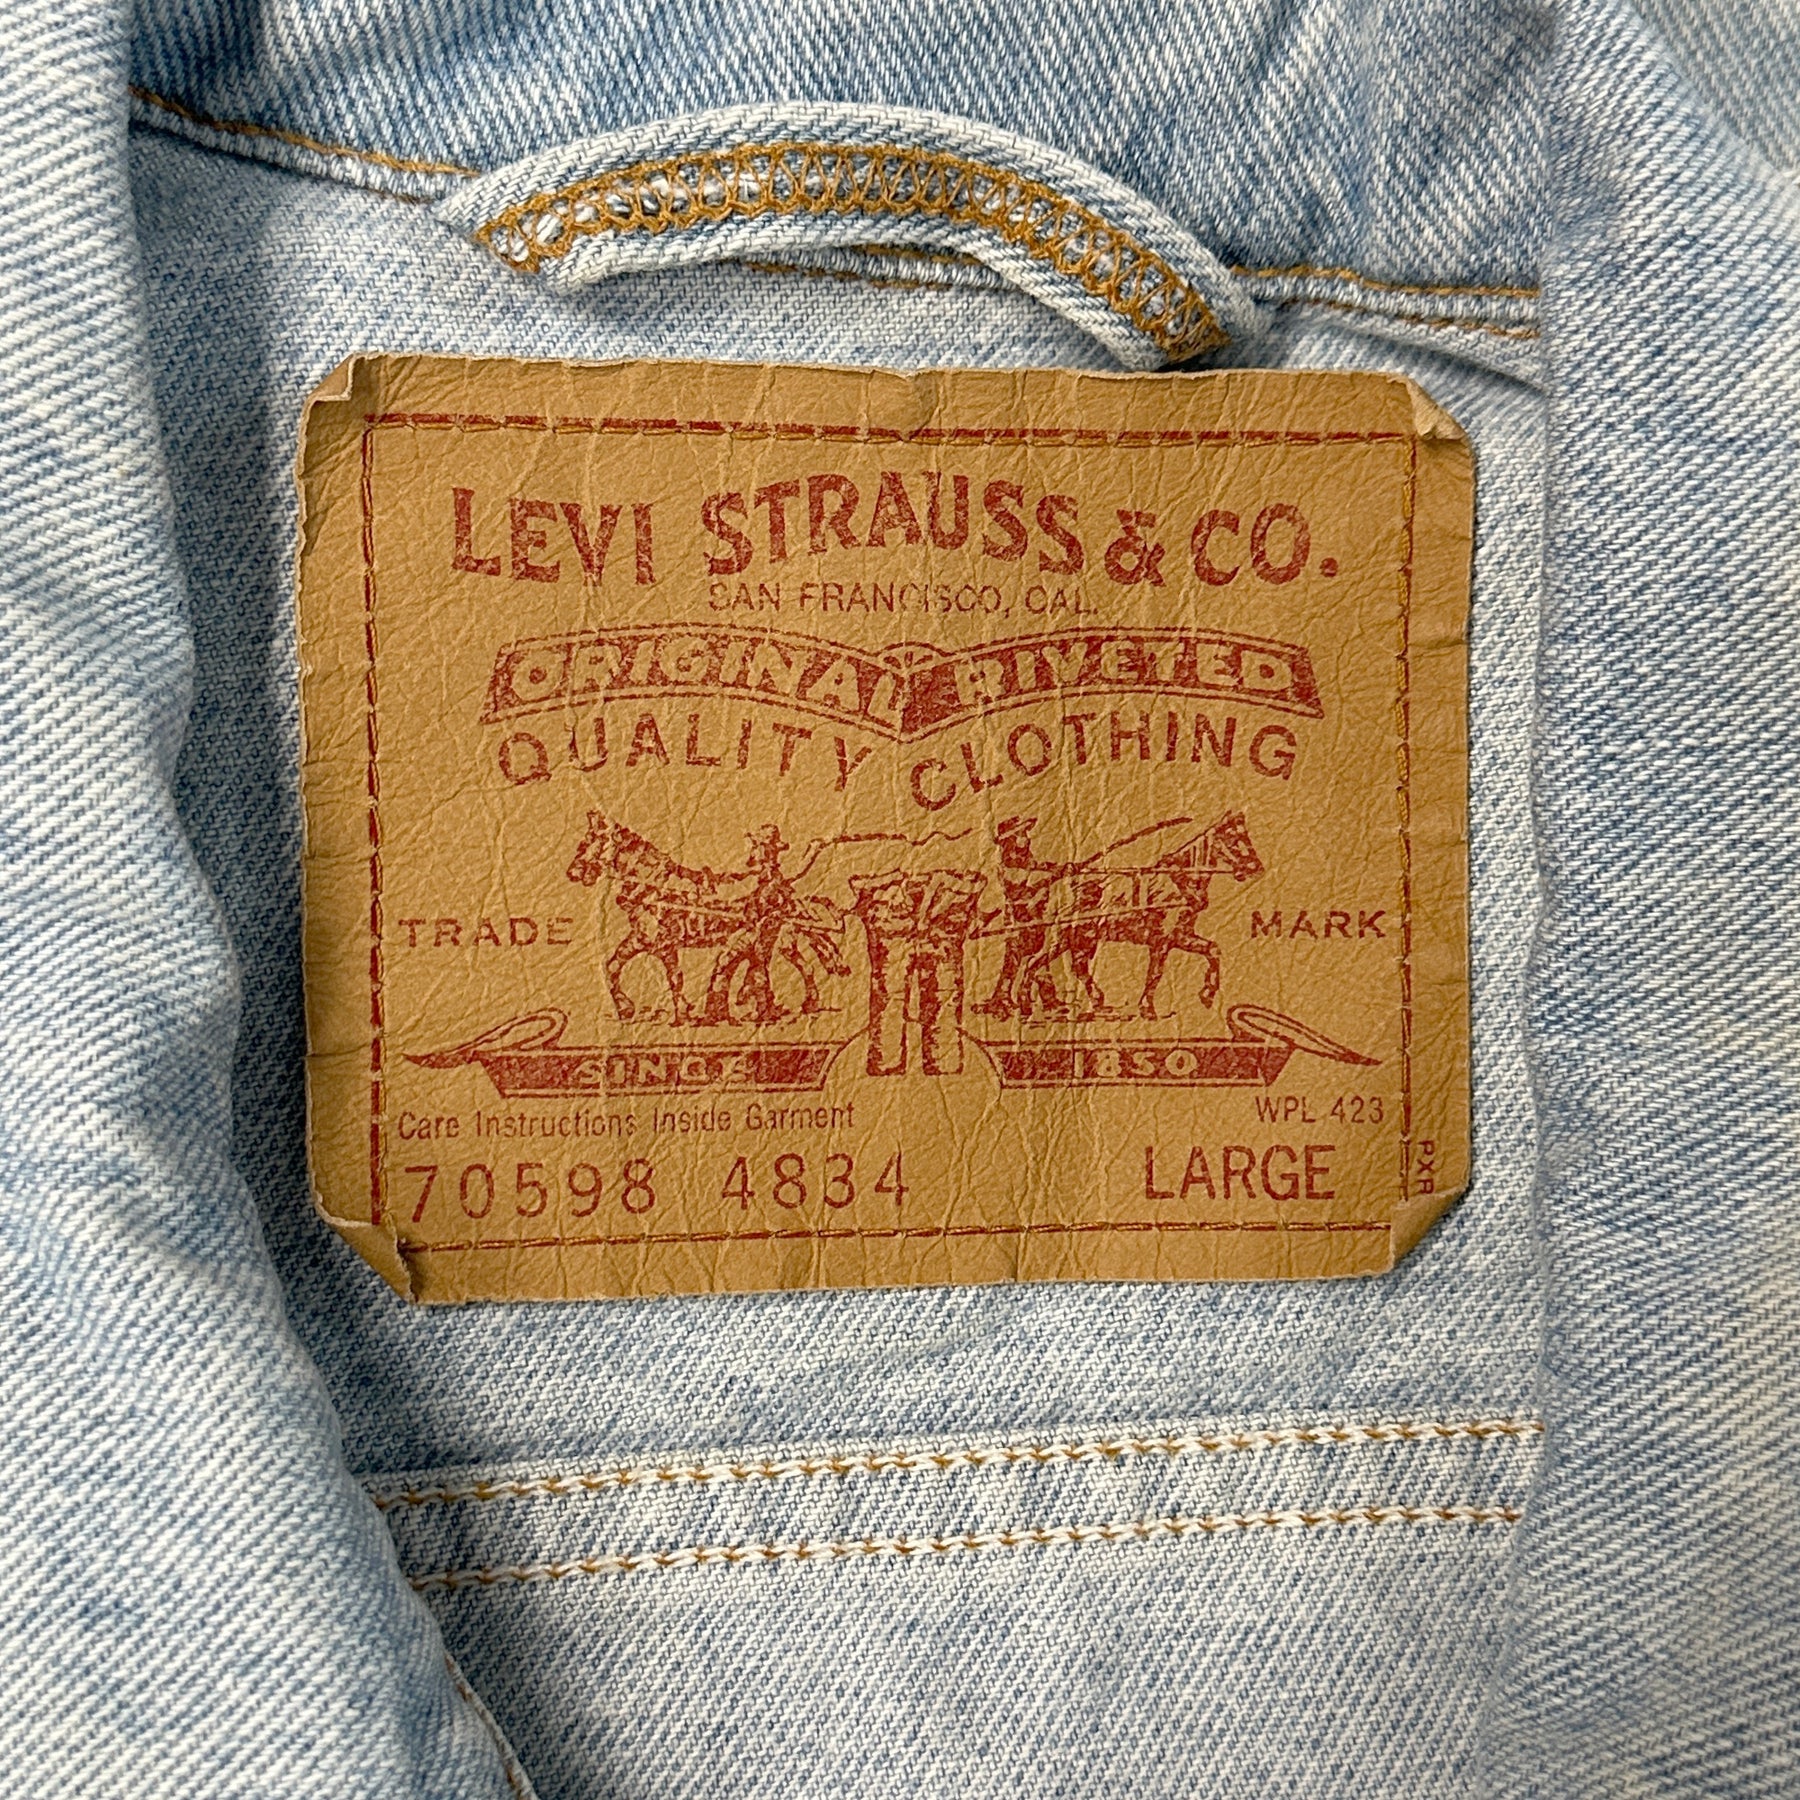 LEVI STRAUSS & CO.
SAN FRANCISCO, CAL.
ORIGINAL RIVETED
QUALITY CLOTHING
TRADE MARK
SINCE 1850
Care Instructions Inside Garment WPL 423
70598 4834 LARGE
PXR